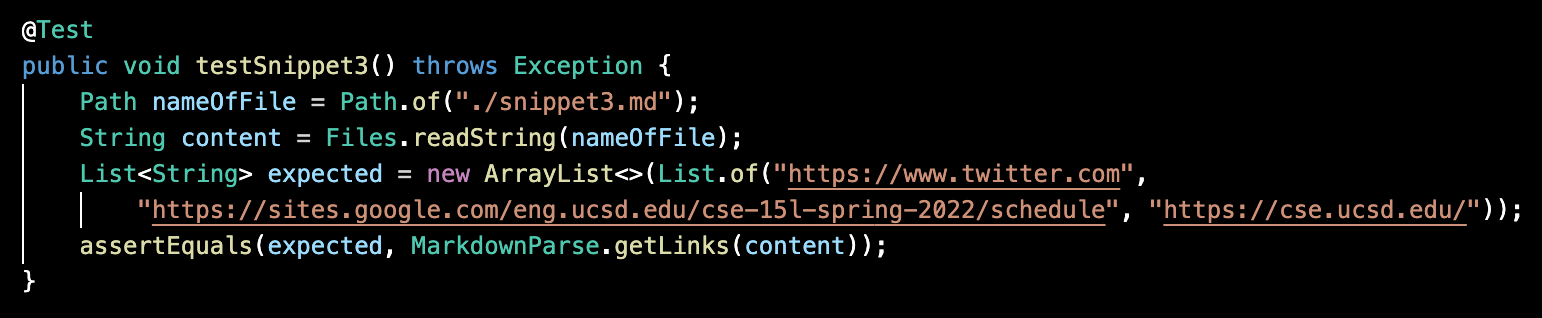 @Test
public void testSnippet3() throws Exception {
    Path nameOfFile = Path.of("./snippet3.md");
    String content = Files.readString(nameOfFile);
    List<String> expected = new ArrayList<>(List.of("https://www.twitter.com",
        "https://sites.google.com/eng.ucsd.edu/cse-15l-spring-2022/schedule", "https://cse.ucsd.edu/"));
    assertEquals(expected, MarkdownParse.getLinks(content));
}